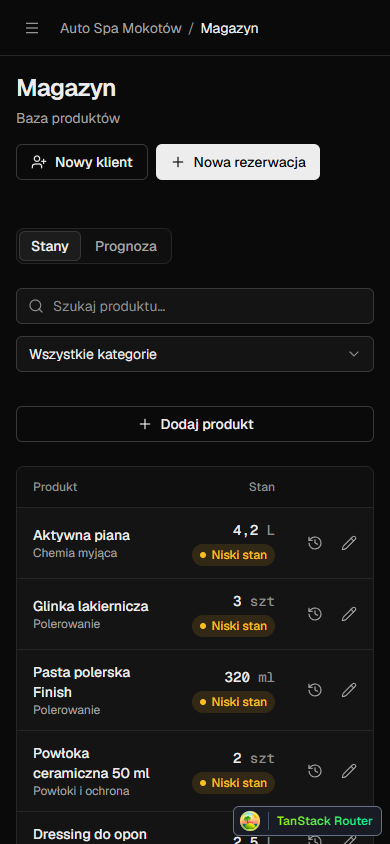 Auto Spa Mokotów / Magazyn
Magazyn
Baza produktów
Nowy klient
Nowa rezerwacja
Stany
Prognoza
Szukaj produktu...
Wszystkie kategorie
Dodaj produkt
Produkt
Stan
Aktywna piana
Chemia myjąca
4,2 L
Niski stan
Glinka lakiernicza
Polerowanie
3 szt
Niski stan
Pasta polerska
Finish
Polerowanie
320 ml
Niski stan
Powłoka
ceramiczna 50 ml
Powłoki i ochrona
2 szt
Niski stan
Dressing do opon
2,5 L
TanStack Router